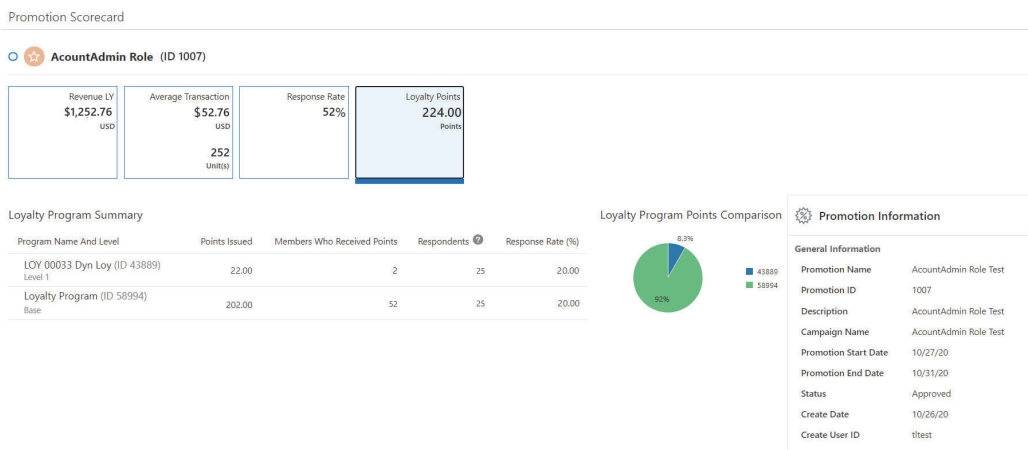 Promotion Scorecard
AcountAdmin Role (ID 1007)
Revenue LY
$1,252.76
USD
Average Transaction
$52.76
USD
252
Unit(s)
Response Rate
52%
Loyalty Points
224.00
Points
Loyalty Program Summary
Program Name And Level Points Issued Members Who Received Points Respondents ? Response Rate (%)
LOY 00033 Dyn Loy (ID 43889) 22.00 2 25 20.00
Level 1
Loyalty Program (ID 58994) 202.00 52 25 20.00
Base
Loyalty Program Points Comparison
8.3%
92%
43889
58994
Promotion Information
General Information
Promotion Name AcountAdmin Role Test
Promotion ID 1007
Description AcountAdmin Role Test
Campaign Name AcountAdmin Role Test
Promotion Start Date 10/27/20
Promotion End Date 10/31/20
Status Approved
Create Date 10/26/20
Create User ID tltest